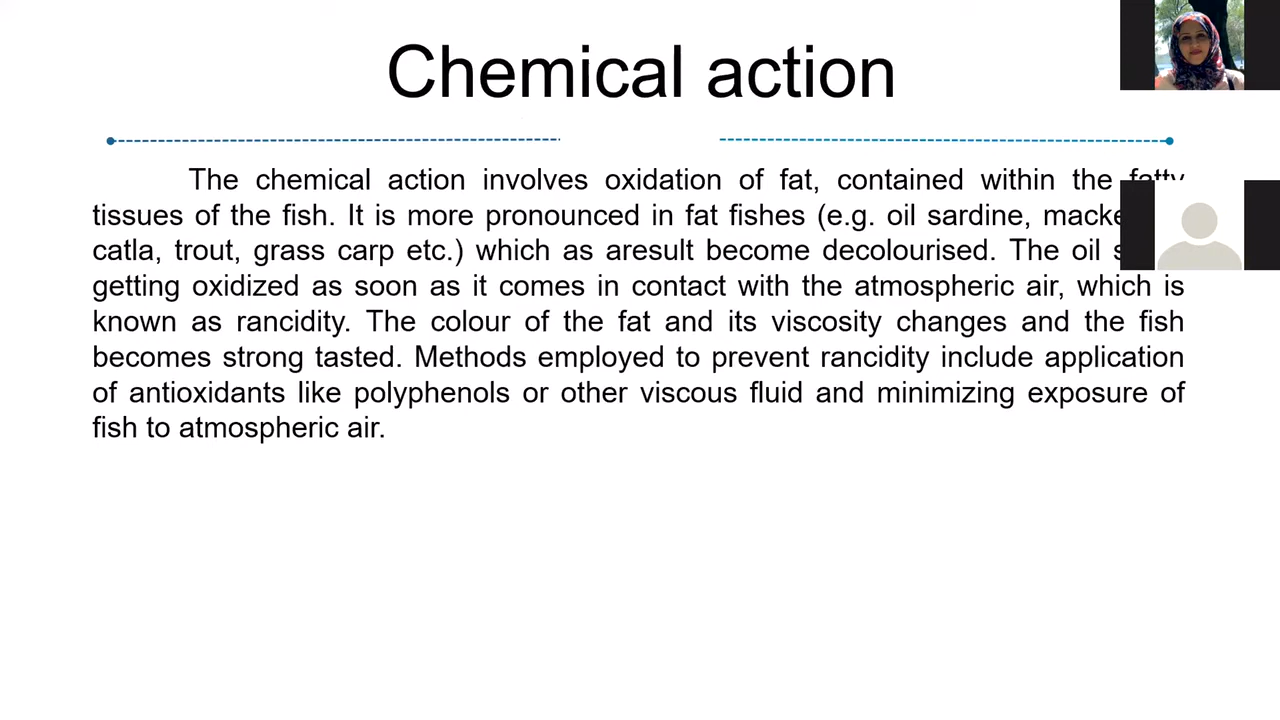 Chemical action
The chemical action involves oxidation of fat, contained within the fatty
tissues of the fish. It is more pronounced in fat fishes (e.g. oil sardine,
catla, trout, grass carp etc.) which as aresult become decolourised. The oil
getting oxidized as soon as it comes in contact with the atmospheric air, which is
known as rancidity. The colour of the fat and its viscosity changes and the fish
becomes strong tasted. Methods employed to prevent rancidity include application
of antioxidants like polyphenols or other viscous fluid and minimizing exposure of
fish to atmospheric air.